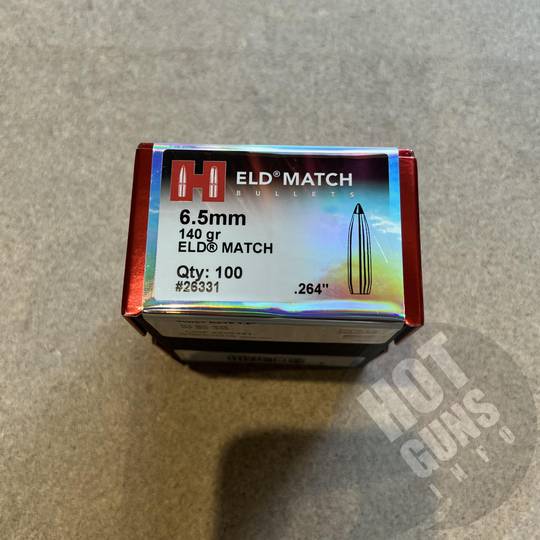 H ELD® MATCH
BULLETS
6.5mm
140 gr
ELD® MATCH
Qty: 100
#26331
.264"
HOT
GUNS
INFO